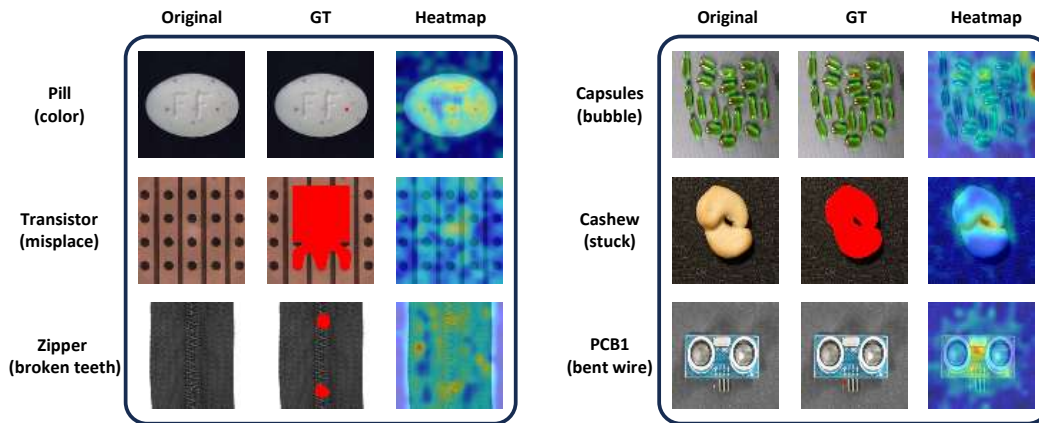 Original GT Heatmap
Pill
(color)
FF
Transistor
(misplace)
Zipper
(broken teeth)
Original GT Heatmap
Capsules
(bubble)
Cashew
(stuck)
PCB1
(bent wire)